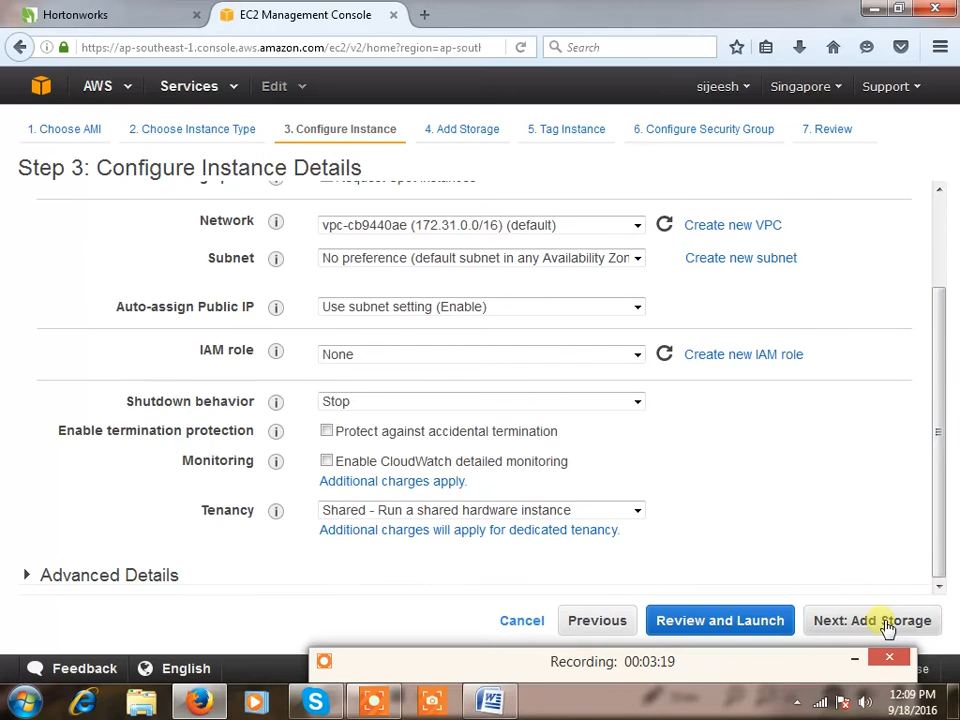 Hortonworks
EC2 Management Console
https://ap-southeast-1.console.aws.amazon.com/ec2/v2/home?region=ap-south
Search
AWS Services Edit sijeesh Singapore Support
1. Choose AMI 2. Choose Instance Type 3. Configure Instance 4. Add Storage 5. Tag Instance 6. Configure Security Group 7. Review
Step 3: Configure Instance Details
Network vpc-cb9440ae (172.31.0.0/16) (default) Create new VPC
Subnet No preference (default subnet in any Availability Zon Create new subnet
Auto-assign Public IP Use subnet setting (Enable)
IAM role None Create new IAM role
Shutdown behavior Stop
Enable termination protection Protect against accidental termination
Monitoring Enable CloudWatch detailed monitoring
Additional charges apply.
Tenancy Shared - Run a shared hardware instance
Additional charges will apply for dedicated tenancy.
Advanced Details
Cancel Previous Review and Launch Next: Add Storage
Feedback English
Recording: 00:03:19
12:09 PM
9/18/2016